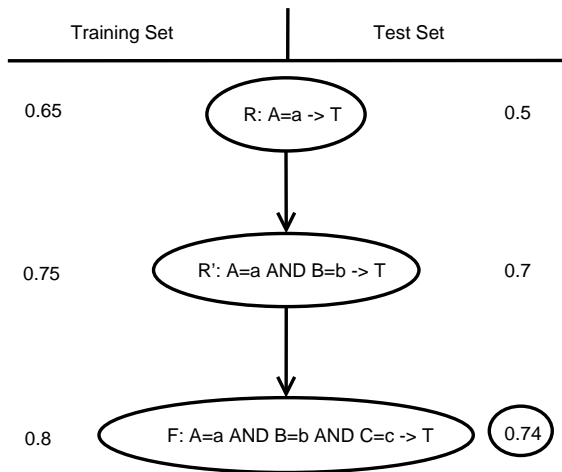 Training Set Test Set
0.65 R: A=a -> T 0.5
0.75 R': A=a AND B=b -> T 0.7
0.8 F: A=a AND B=b AND C=c -> T 0.74